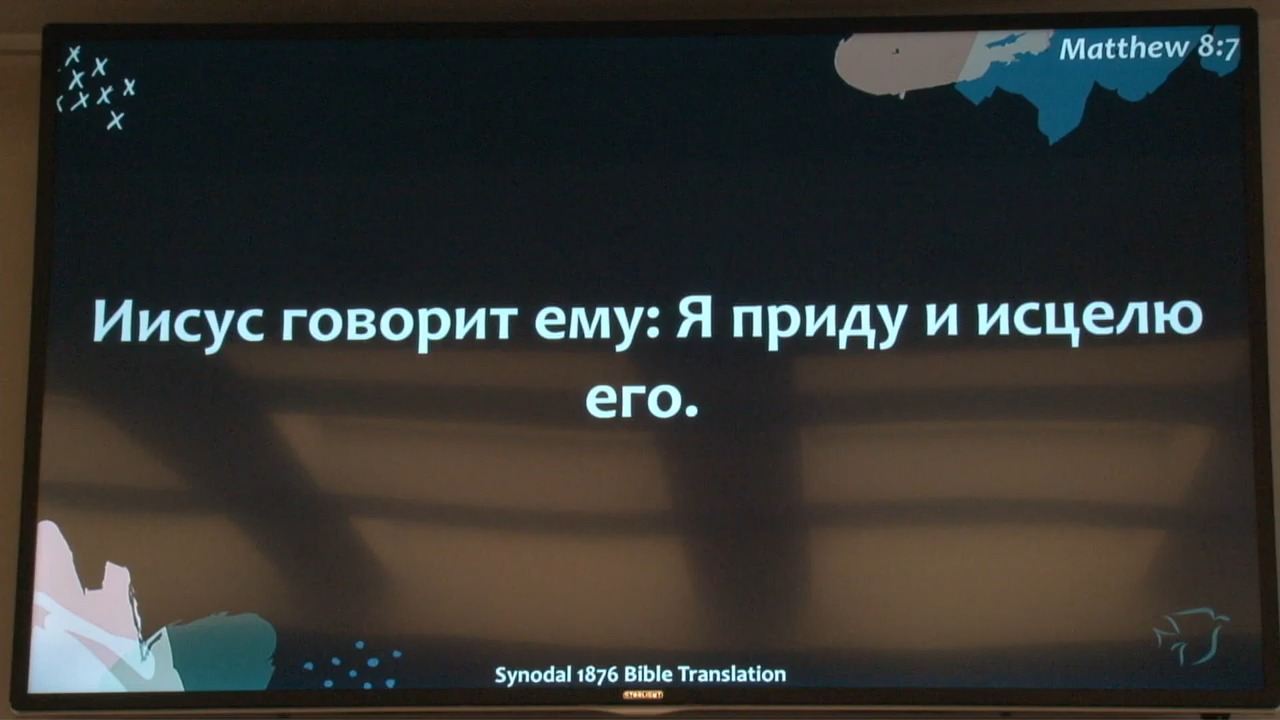 Matthew 8:7
Иисус говорит ему: Я приду и исцелю
его.
Synodal 1876 Bible Translation